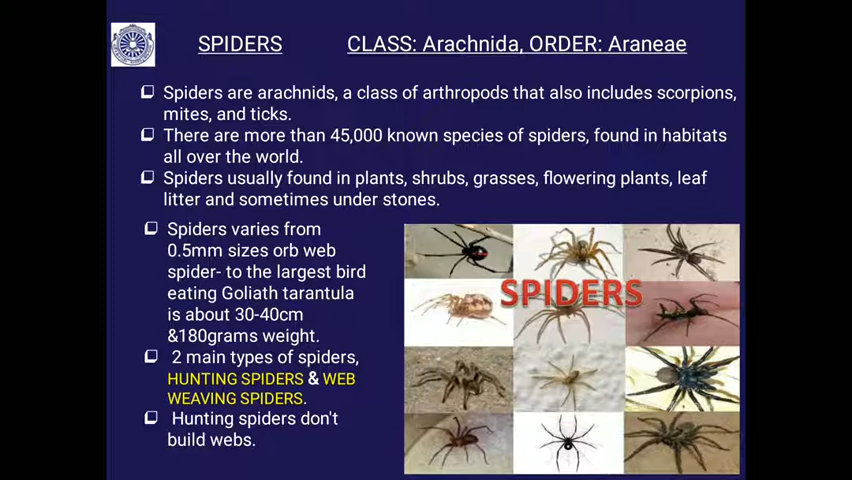 SPIDERS CLASS: Arachnida, ORDER: Araneae
❑ Spiders are arachnids, a class of arthropods that also includes scorpions,
mites, and ticks.
❑ There are more than 45,000 known species of spiders, found in habitats
all over the world.
❑ Spiders usually found in plants, shrubs, grasses, flowering plants, leaf
litter and sometimes under stones.
❑ Spiders varies from
0.5mm sizes orb web
spider- to the largest bird
eating Goliath tarantula
is about 30-40cm
&180grams weight.
❑ 2 main types of spiders,
HUNTING SPIDERS & WEB
WEAVING SPIDERS.
❑ Hunting spiders don't
build webs.
SPIDERS